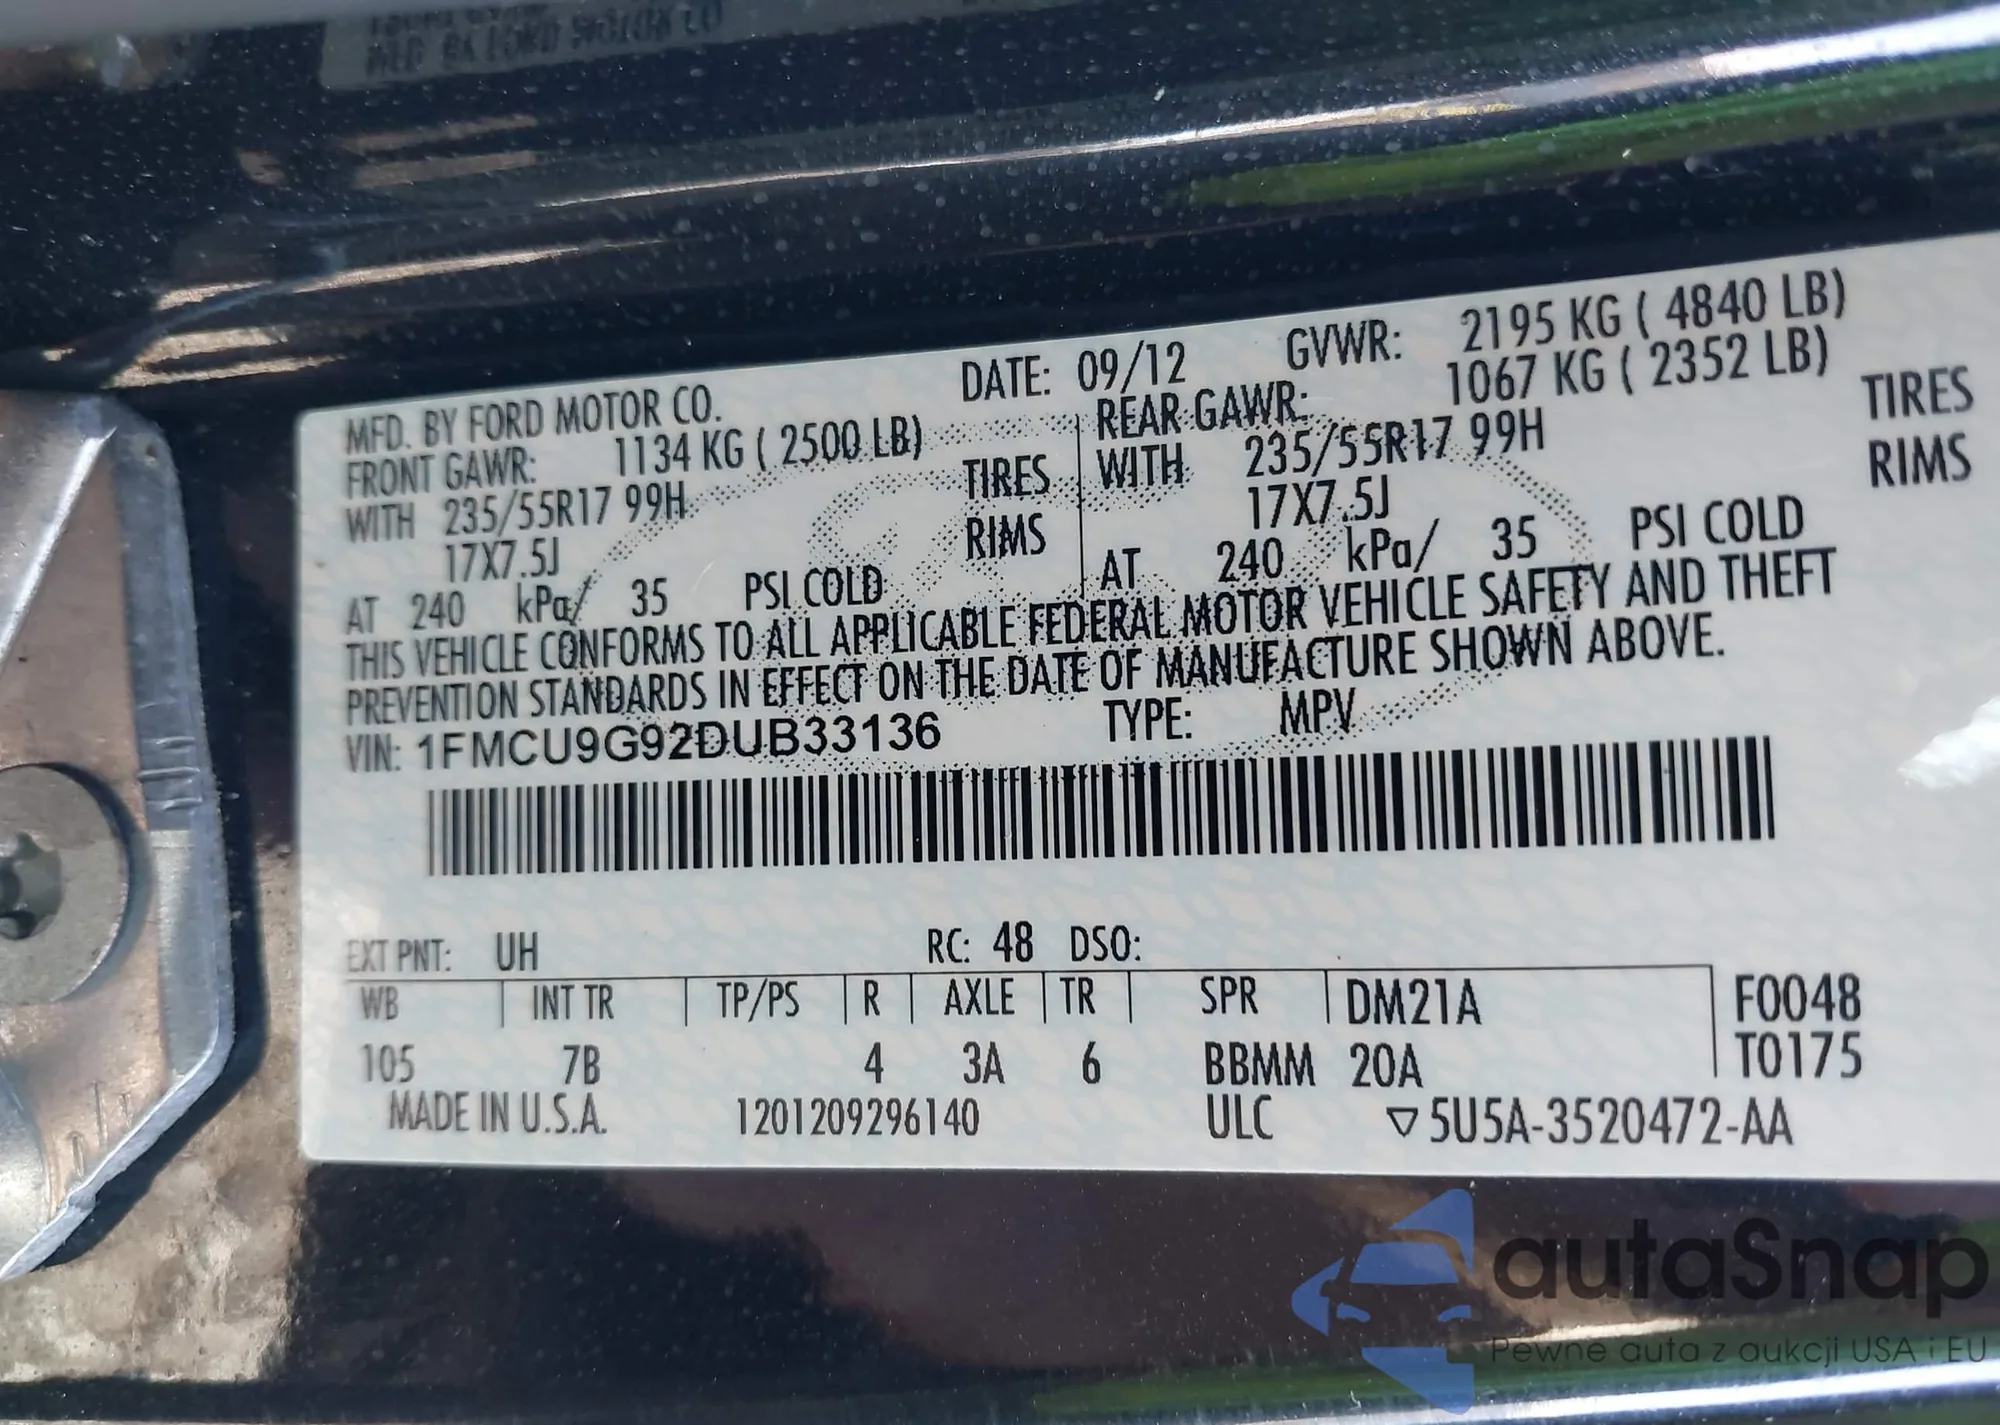 MFD. BY FORD MOTOR CO.
DATE: 09/12 GVWR: 2195 KG ( 4840 LB)
FRONT GAWR: 1134 KG ( 2500 LB) REAR GAWR: 1067 KG ( 2352 LB)
WITH 235/55R17 99H TIRES WITH 235/55R17 99H TIRES
17X7.5J RIMS 17X7.5J RIMS
AT 240 kPa/ 35 PSI COLD AT 240 kPa/ 35 PSI COLD
THIS VEHICLE CONFORMS TO ALL APPLICABLE FEDERAL MOTOR VEHICLE SAFETY AND THEFT
PREVENTION STANDARDS IN EFFECT ON THE DATE OF MANUFACTURE SHOWN ABOVE.
VIN: 1FMCU9G92DUB33136 TYPE: MPV
EXT PNT: UH RC: 48 DSO:
WB INT TR TP/PS R AXLE TR SPR DM21A F0048
105 7B 4 3A 6 BBMM 20A T0175
MADE IN U.S.A. 1201209296140 ULC ▽5U5A-3520472-AA
autaSnap
Pewne auta z aukcji USA i EU